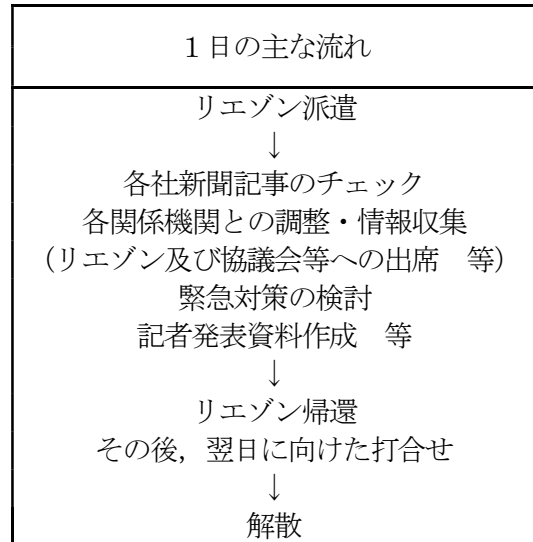 １日の主な流れ
リエゾン派遣
↓
各社新聞記事のチェック
各関係機関との調整・情報収集
（リエゾン及び協議会等への出席　等）
緊急対策の検討
記者発表資料作成　等
↓
リエゾン帰還
その後，翌日に向けた打合せ
↓
解散